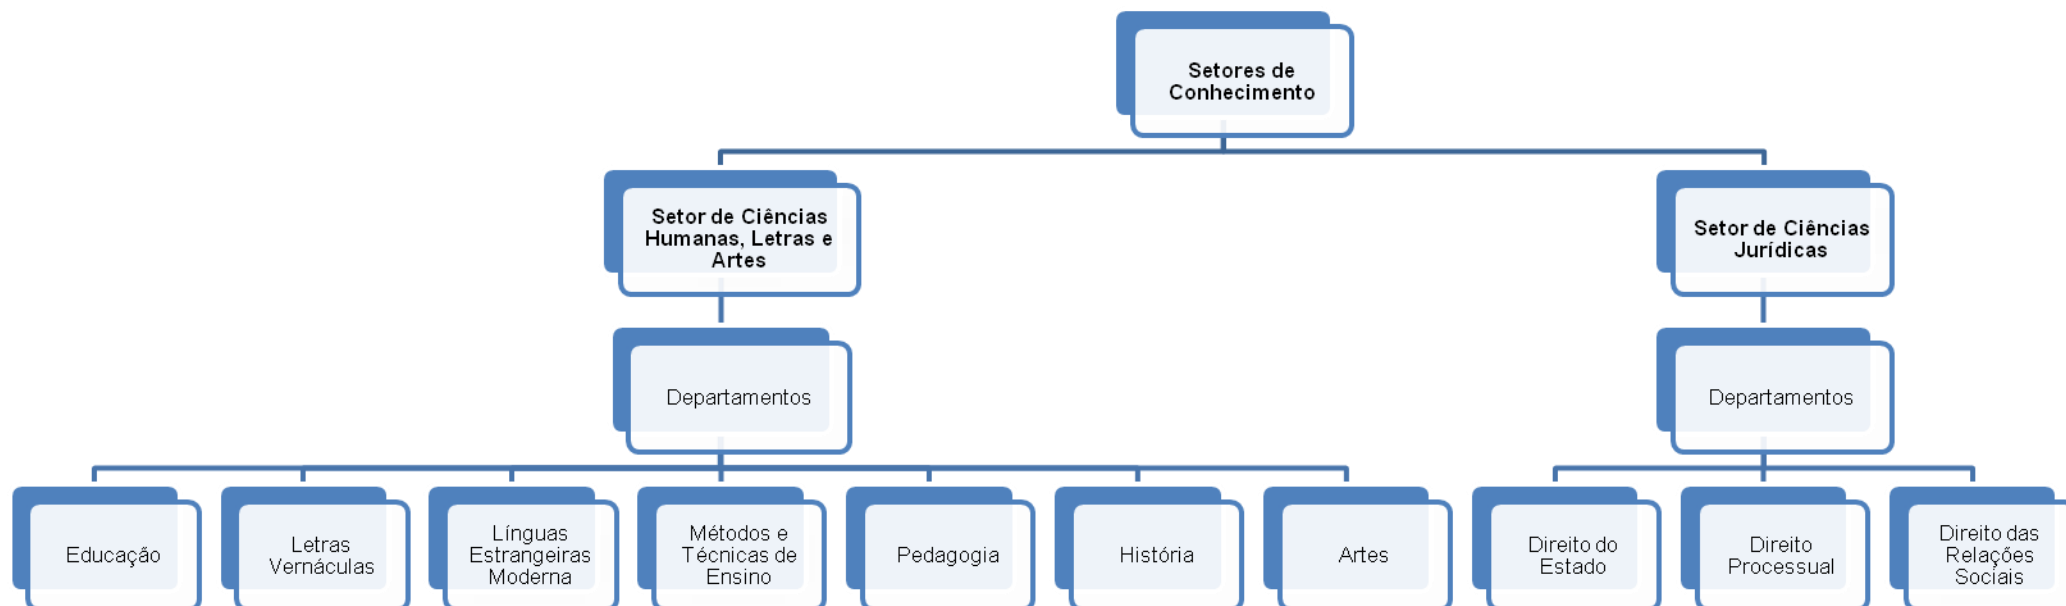 Setores de
Conhecimento
Setor de Ciências
Humanas, Letras e
Artes
Setor de Ciências
Jurídicas
Departamentos
Departamentos
Educação
Letras
Vernáculas
Línguas
Estrangeiras
Moderna
Métodos e
Técnicas de
Ensino
Pedagogia
História
Artes
Direito do
Estado
Direito
Processual
Direito das
Relações
Sociais